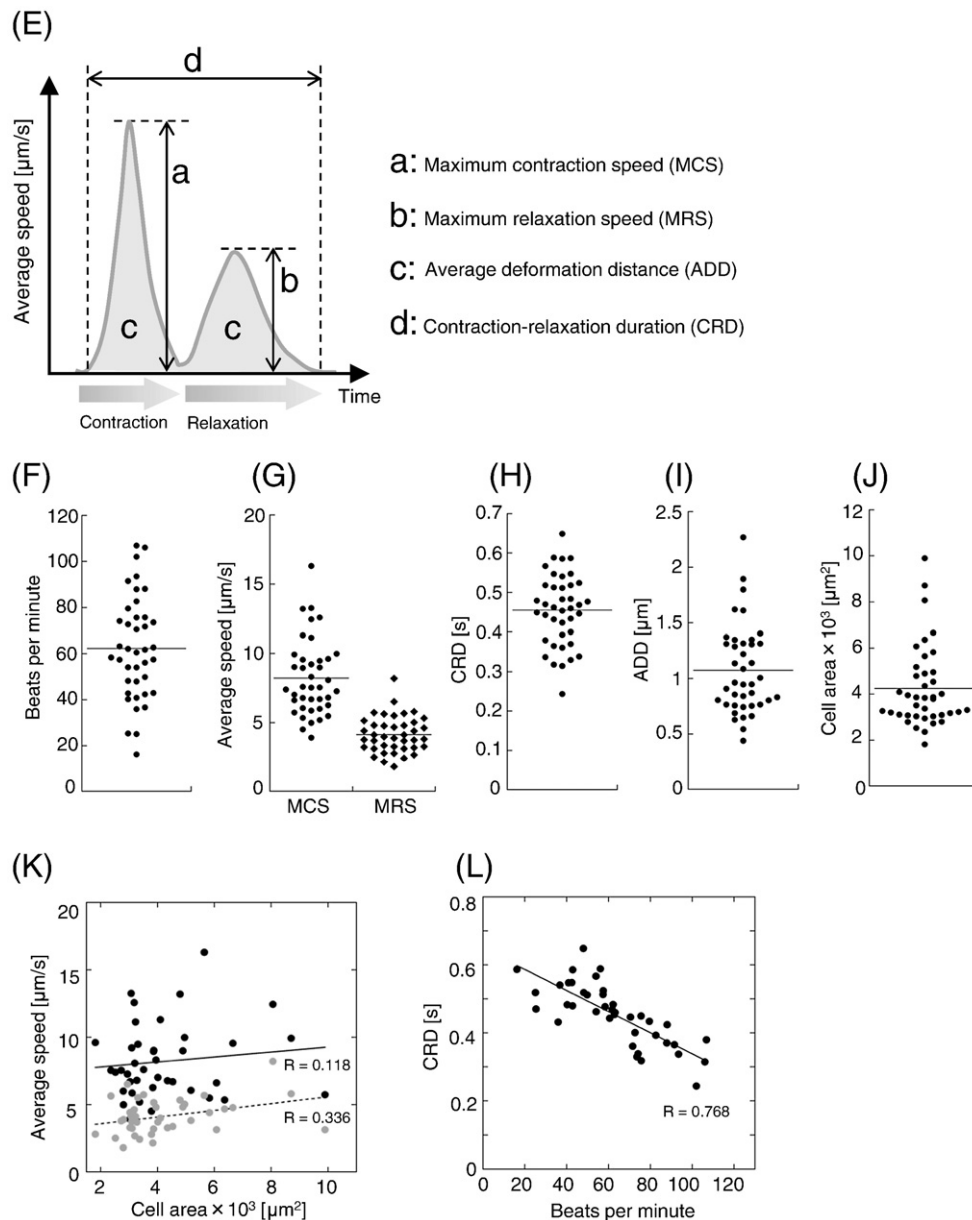 (E)
d
Average speed [µm/s]
a
b
c
c
Time
Contraction
Relaxation
a: Maximum contraction speed (MCS)
b: Maximum relaxation speed (MRS)
c: Average deformation distance (ADD)
d: Contraction-relaxation duration (CRD)
(F)
Beats per minute
120
100
80
60
40
20
0
(G)
Average speed [µm/s]
20
15
10
5
0
MCS
MRS
(H)
CRD [s]
0.7
0.6
0.5
0.4
0.3
0.2
0.1
0
(I)
ADD [µm]
2.5
2
1.5
1
0.5
0
(J)
Cell area × 10³ [µm²]
12
10
8
6
4
2
0
(K)
Average speed [µm/s]
20
15
10
5
0
R = 0.118
R = 0.336
2 4 6 8 10
Cell area × 10³ [µm²]
(L)
CRD [s]
0.8
0.6
0.4
0.2
0
R = 0.768
0 20 40 60 80 100 120
Beats per minute